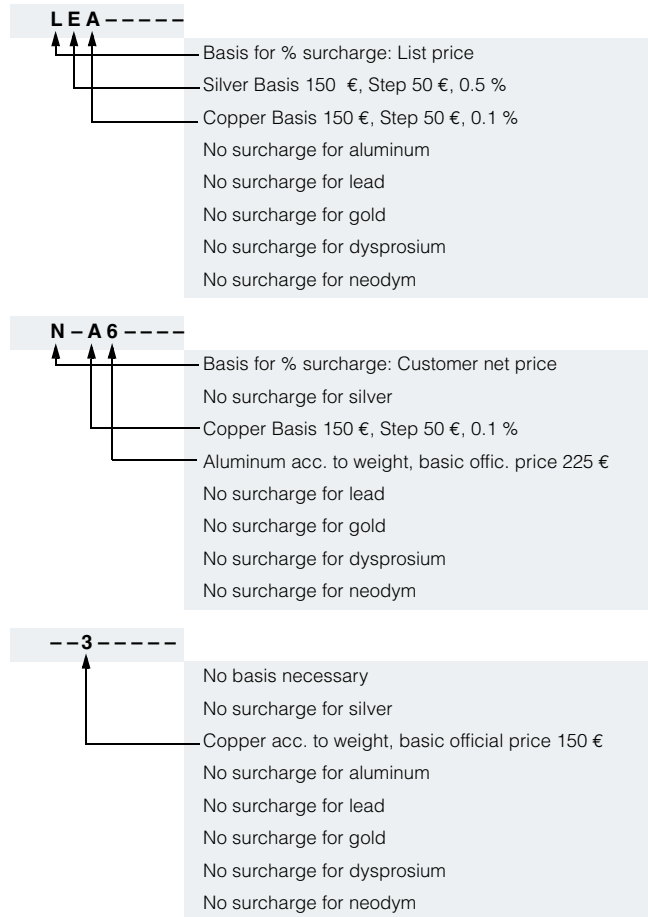 L E A – – – – –
Basis for % surcharge: List price
Silver Basis 150 €, Step 50 €, 0.5 %
Copper Basis 150 €, Step 50 €, 0.1 %
No surcharge for aluminum
No surcharge for lead
No surcharge for gold
No surcharge for dysprosium
No surcharge for neodym
N – A 6 – – – –
Basis for % surcharge: Customer net price
No surcharge for silver
Copper Basis 150 €, Step 50 €, 0.1 %
Aluminum acc. to weight, basic offic. price 225 €
No surcharge for lead
No surcharge for gold
No surcharge for dysprosium
No surcharge for neodym
– – 3 – – – – –
No basis necessary
No surcharge for silver
Copper acc. to weight, basic official price 150 €
No surcharge for aluminum
No surcharge for lead
No surcharge for gold
No surcharge for dysprosium
No surcharge for neodym